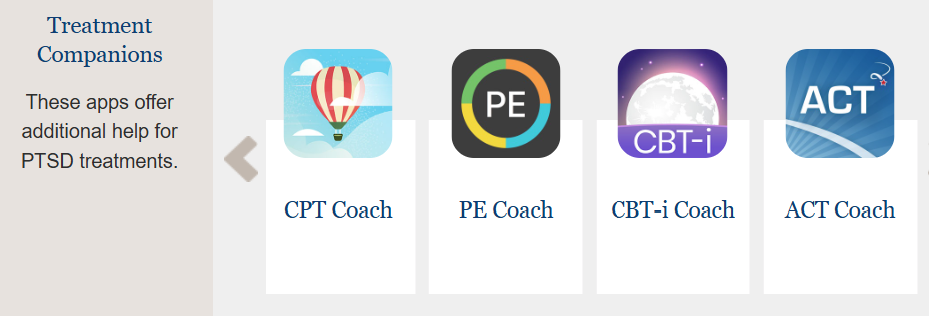 Treatment
Companions
These apps offer
additional help for
PTSD treatments.
PE
CBT-i
ACT
CPT Coach
PE Coach
CBT-i Coach
ACT Coach